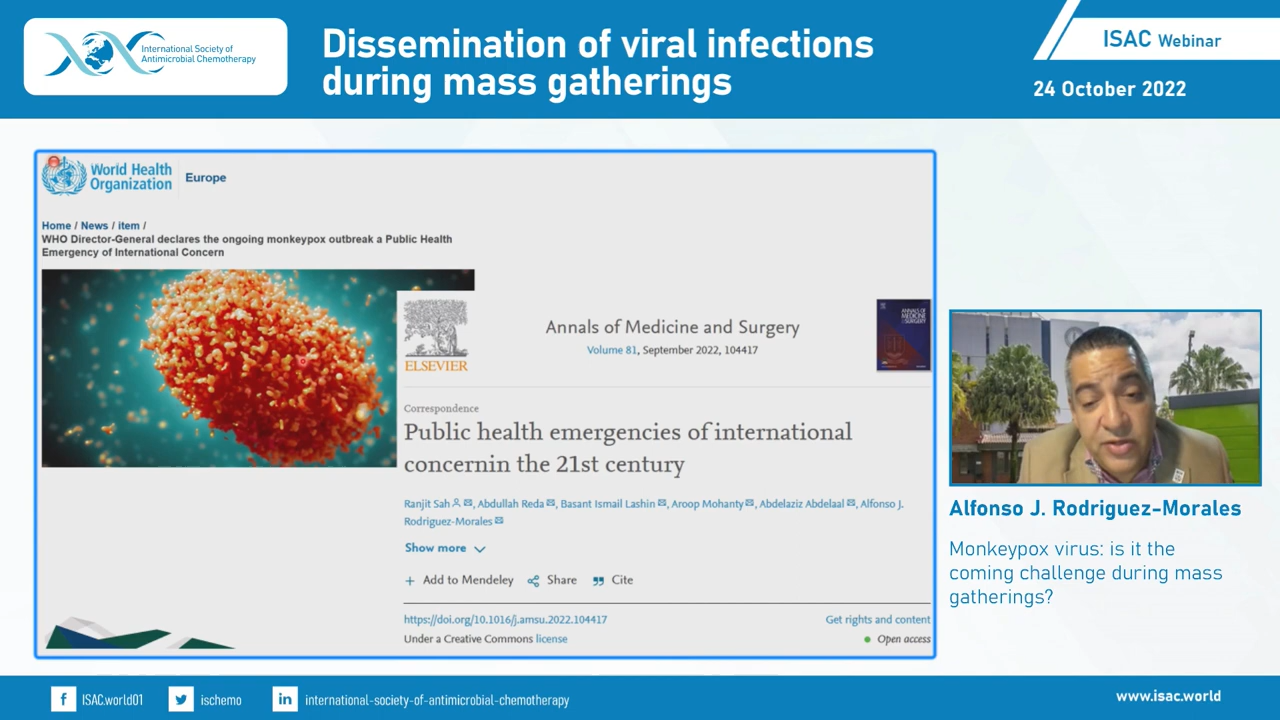 International Society of
Antimicrobial Chemotherapy
Dissemination of viral infections
during mass gatherings
ISAC Webinar
24 October 2022
World Health
Organization
Europe
Home / News / item /
WHO Director-General declares the ongoing monkeypox outbreak a Public Health
Emergency of International Concern
ELSEVIER
Annals of Medicine and Surgery
Volume 81, September 2022, 104417
ANNALS OF
MEDICINE
& SURGERY
Correspondence
Public health emergencies of international
concernin the 21st century
Ranjit Sah, Abdullah Reda, Basant Ismail Lashin, Aroop Mohanty, Abdelaziz Abdelaal, Alfonso J.
Rodriguez-Morales
Show more
+ Add to Mendeley Share Cite
https://doi.org/10.1016/j.amsu.2022.104417
Get rights and content
Under a Creative Commons license
Open access
Alfonso J. Rodriguez-Morales
Monkeypox virus: is it the
coming challenge during mass
gatherings?
ISAC.world01
ischemo
international-society-of-antimicrobial-chemotherapy
www.isac.world